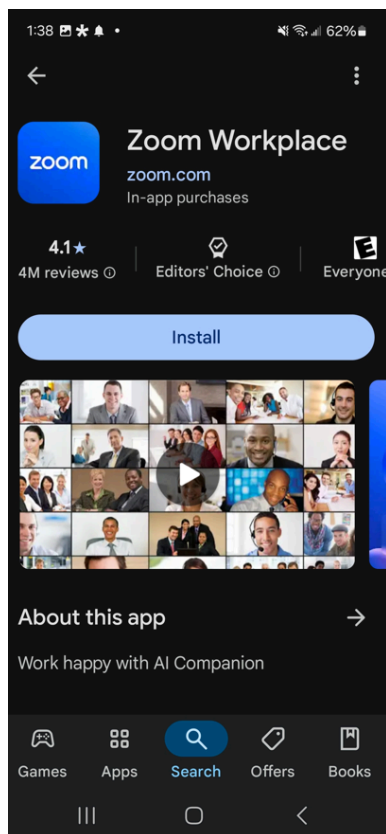 1:38 62%
zoom
Zoom Workplace
zoom.com
In-app purchases
4.1★
4M reviews
Editors' Choice
E
Everyone
Install
About this app
Work happy with AI Companion
Games Apps Search Offers Books